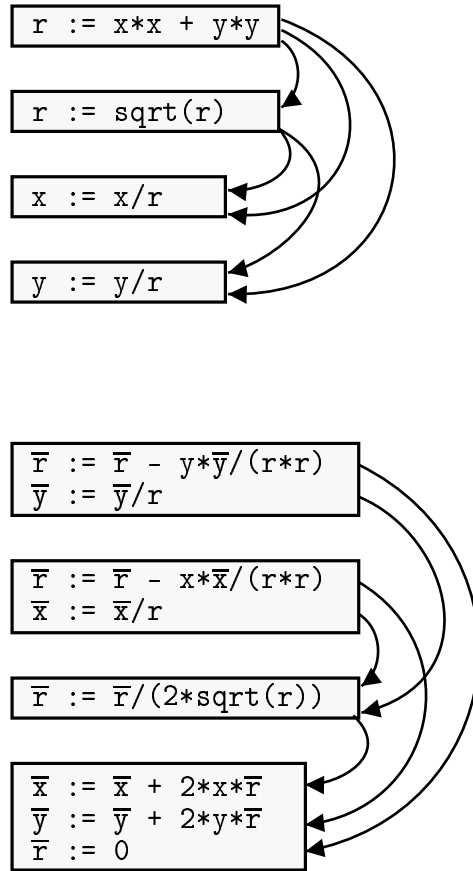 r := x*x + y*y
r := sqrt(r)
x := x/r
y := y/r
r̅ := r̅ - y*y̅/(r*r)
y̅ := y̅/r
r̅ := r̅ - x*x̅/(r*r)
x̅ := x̅/r
r̅ := r̅/(2*sqrt(r))
x̅ := x̅ + 2*x*r̅
y̅ := y̅ + 2*y*r̅
r̅ := 0